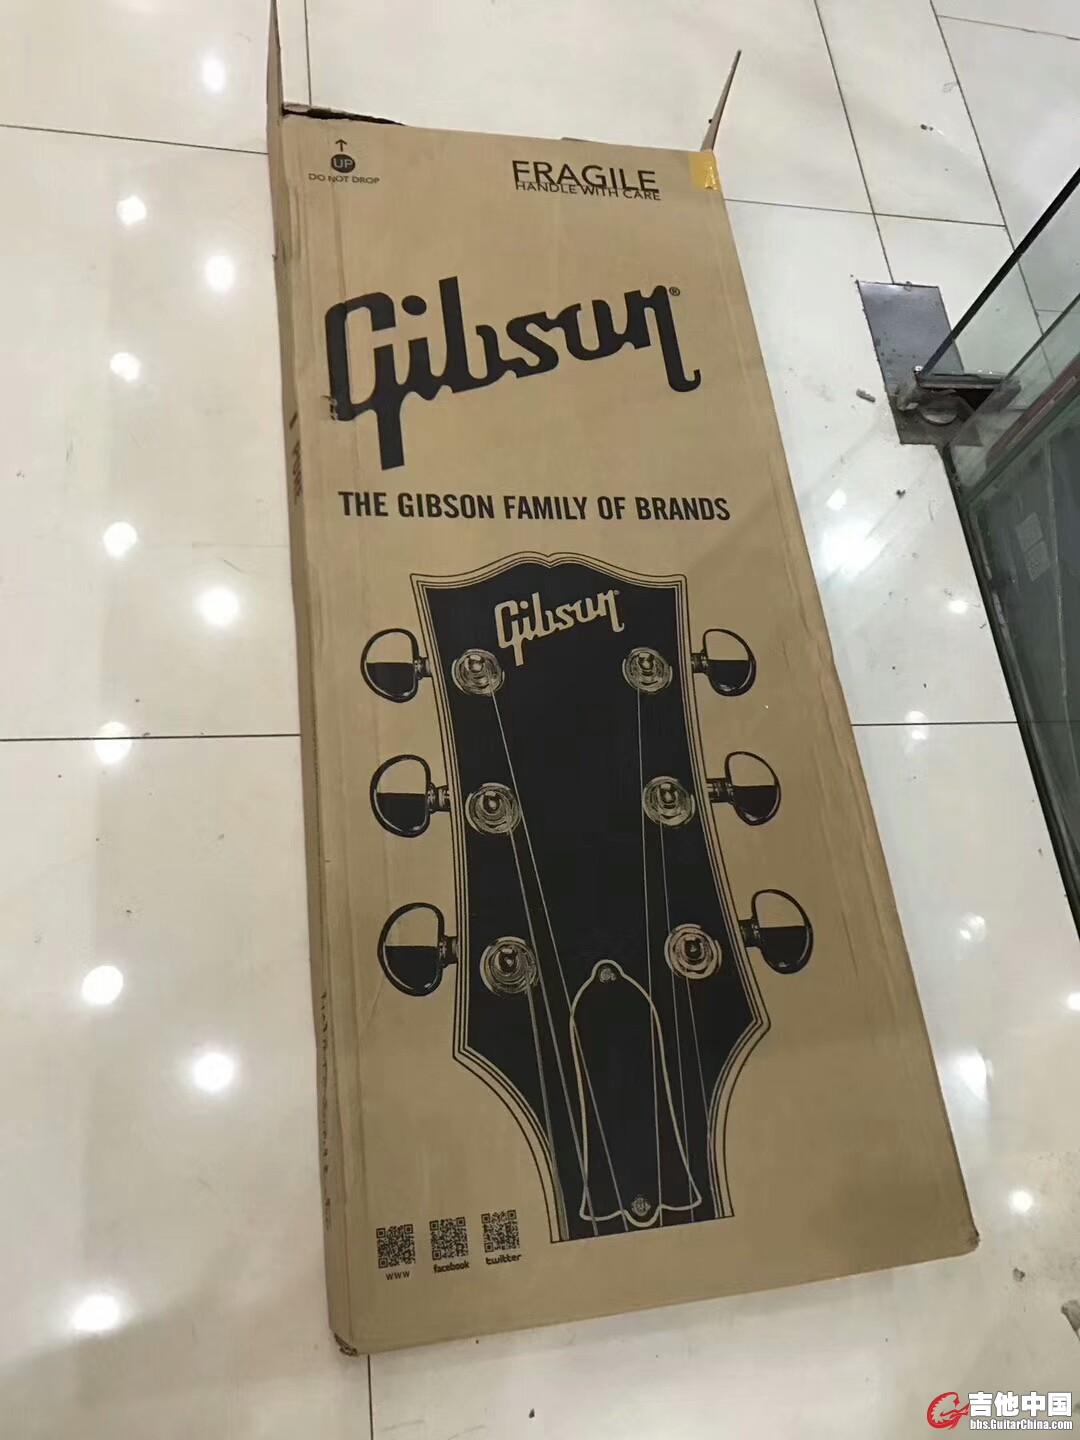 UP
DO NOT DROP
FRAGILE
HANDLE WITH CARE
Gibson®
THE GIBSON FAMILY OF BRANDS
Gibson
www
facebook
twitter
吉他中国
bbs.GuitarChina.com